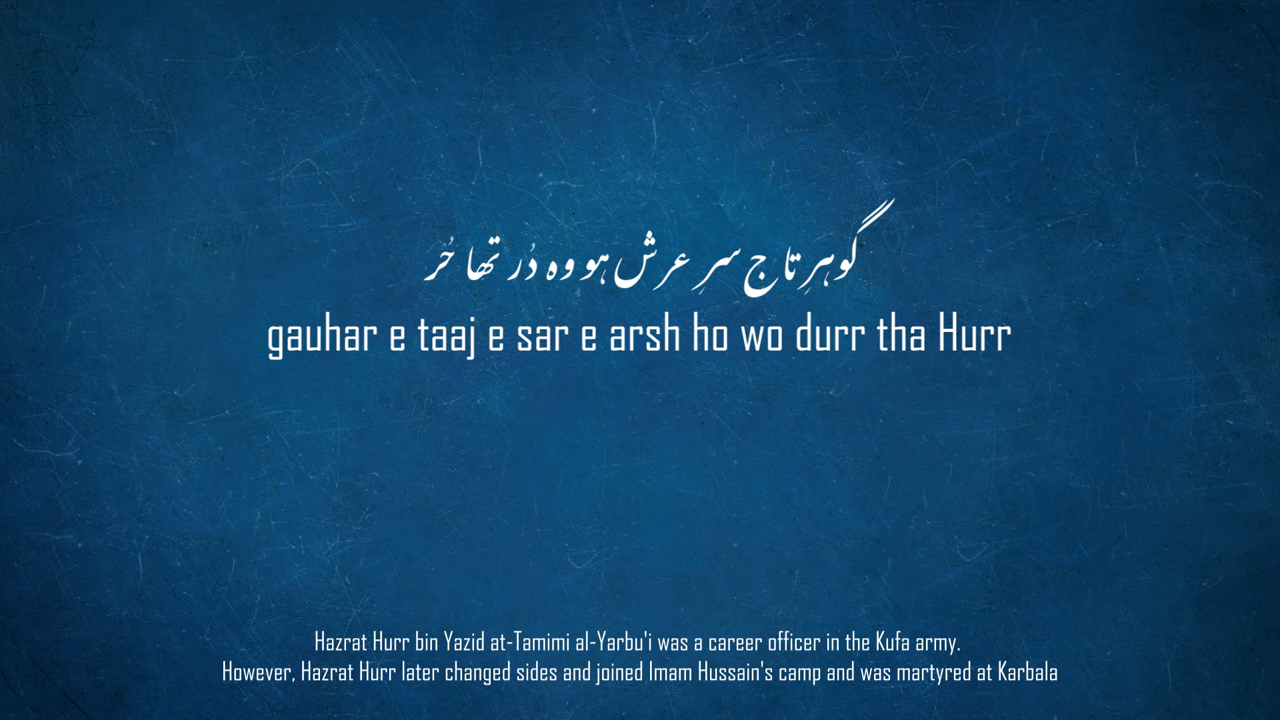 گوہرِ تاجِ سرِ عرش ہو وہ دُر تھا حُر
gauhar e taaj e sar e arsh ho wo durr tha Hurr
Hazrat Hurr bin Yazid at-Tamimi al-Yarbu'i was a career officer in the Kufa army.
However, Hazrat Hurr later changed sides and joined Imam Hussain's camp and was martyred at Karbala